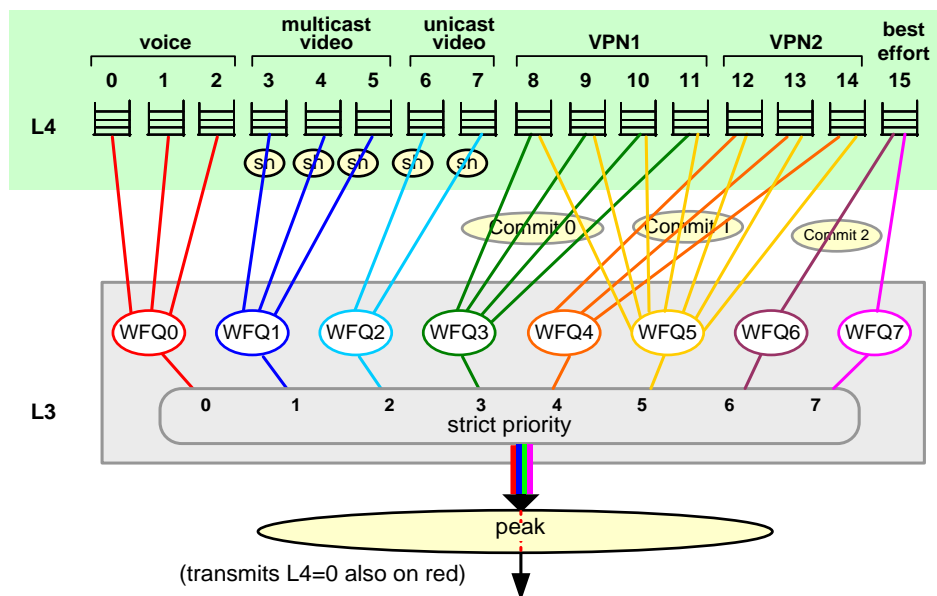 voice
multicast video
unicast video
VPN1
VPN2
best effort
0 1 2 3 4 5 6 7 8 9 10 11 12 13 14 15
L4
sh sh sh sh sh
Commit 0
Commit 1
Commit 2
WFQ0 WFQ1 WFQ2 WFQ3 WFQ4 WFQ5 WFQ6 WFQ7
L3
0 1 2 3 4 5 6 7
strict priority
peak
(transmits L4=0 also on red)